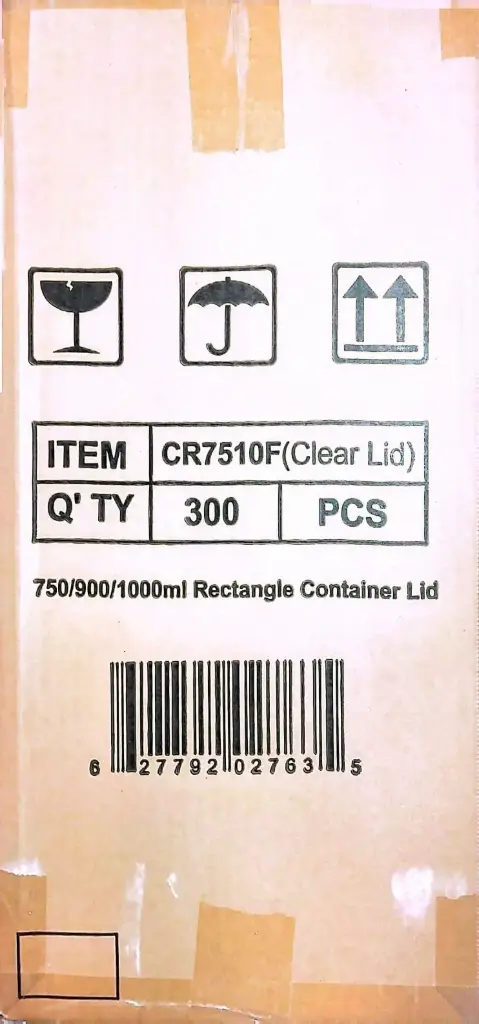 ITEM CR7510F(Clear Lid)
Q' TY 300 PCS
750/900/1000ml Rectangle Container Lid
6 27792 02763 5